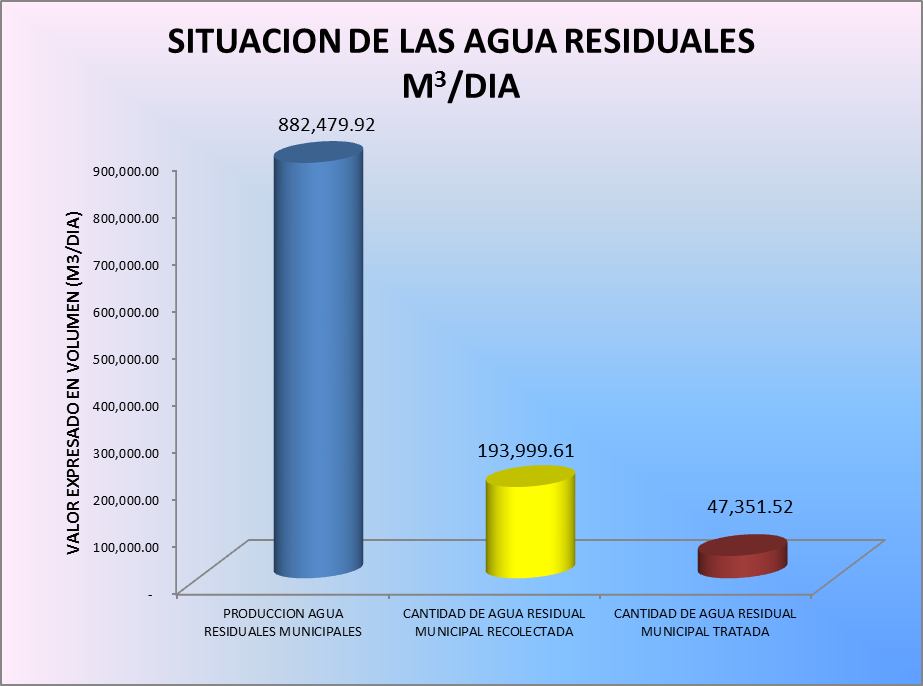 SITUACION DE LAS AGUA RESIDUALES
M³/DIA
882,479.92
193,999.61
47,351.52
VALOR EXPRESADO EN VOLUMEN (M3/DIA)
900,000.00
800,000.00
700,000.00
600,000.00
500,000.00
400,000.00
300,000.00
200,000.00
100,000.00
-
PRODUCCION AGUA
RESIDUALES MUNICIPALES
CANTIDAD DE AGUA RESIDUAL
MUNICIPAL RECOLECTADA
CANTIDAD DE AGUA RESIDUAL
MUNICIPAL TRATADA